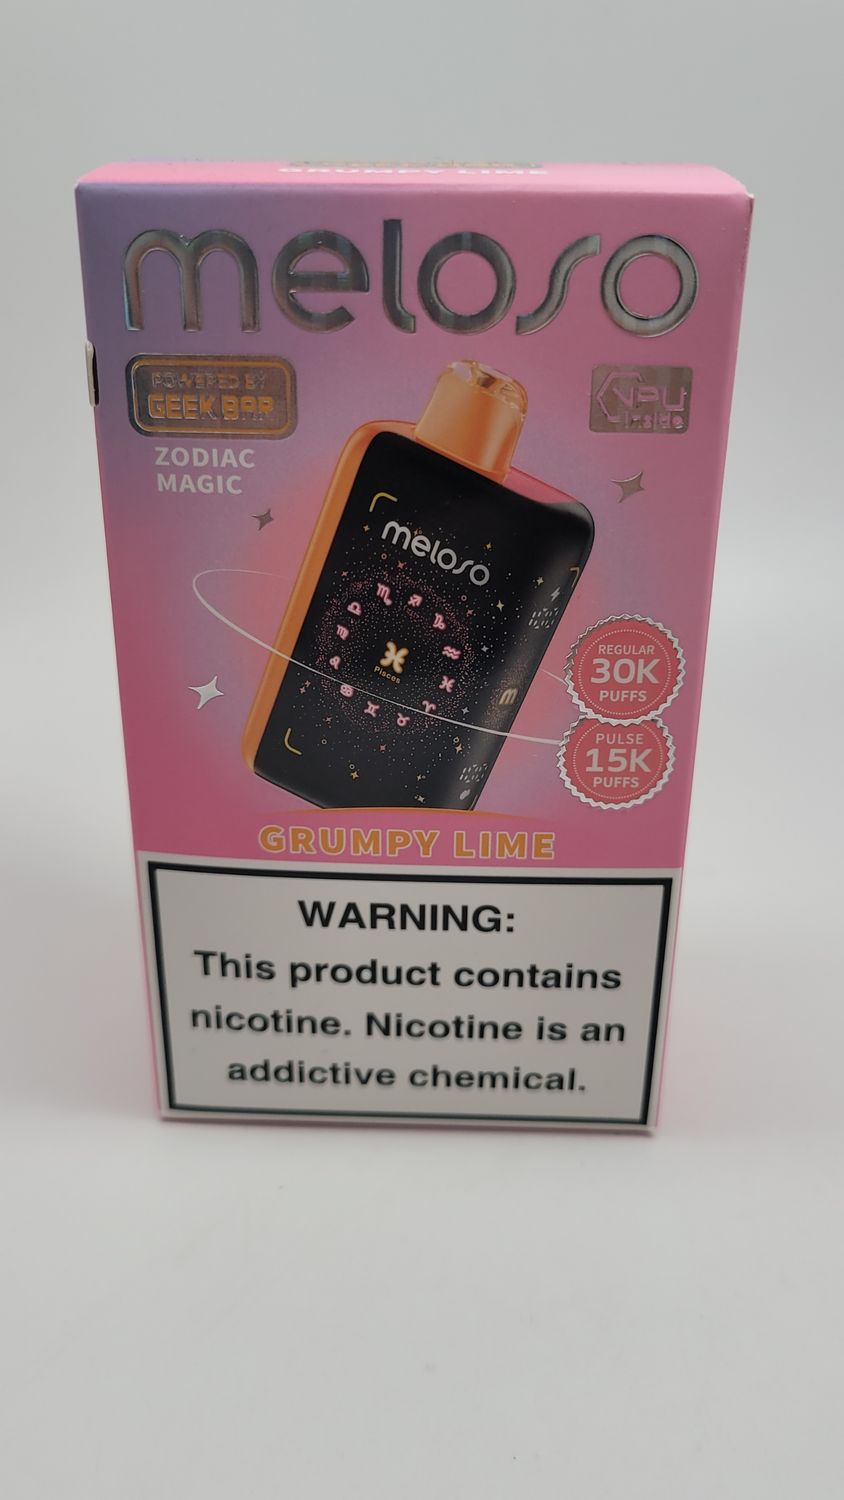 GRUMPY LIME
meloso
POWERED BY
GEEK BAR
VPU
inside
ZODIAC
MAGIC
meloso
Pisces
m
REGULAR
30K
PUFFS
PULSE
15K
PUFFS
GRUMPY LIME
WARNING:
This product contains
nicotine. Nicotine is an
addictive chemical.